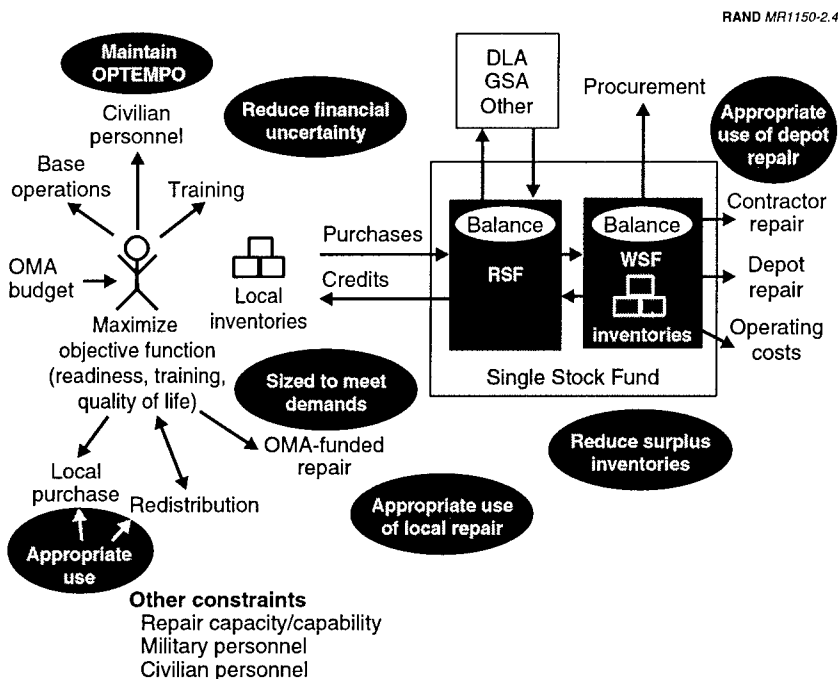 RAND MR1150-2.4
Maintain
OPTEMPO
Civilian
personnel
Reduce financial
uncertainty
DLA
GSA
Other
Procurement
Appropriate
use of depot
repair
Base
operations
Training
OMA
budget
Local
inventories
Purchases
Credits
Balance
RSF
Balance
WSF
inventories
Single Stock Fund
Contractor
repair
Depot
repair
Operating
costs
Maximize
objective function
(readiness, training,
quality of life)
Sized to meet
demands
OMA-funded
repair
Reduce surplus
inventories
Local
purchase
Redistribution
Appropriate use
of local repair
Appropriate
use
Other constraints
Repair capacity/capability
Military personnel
Civilian personnel